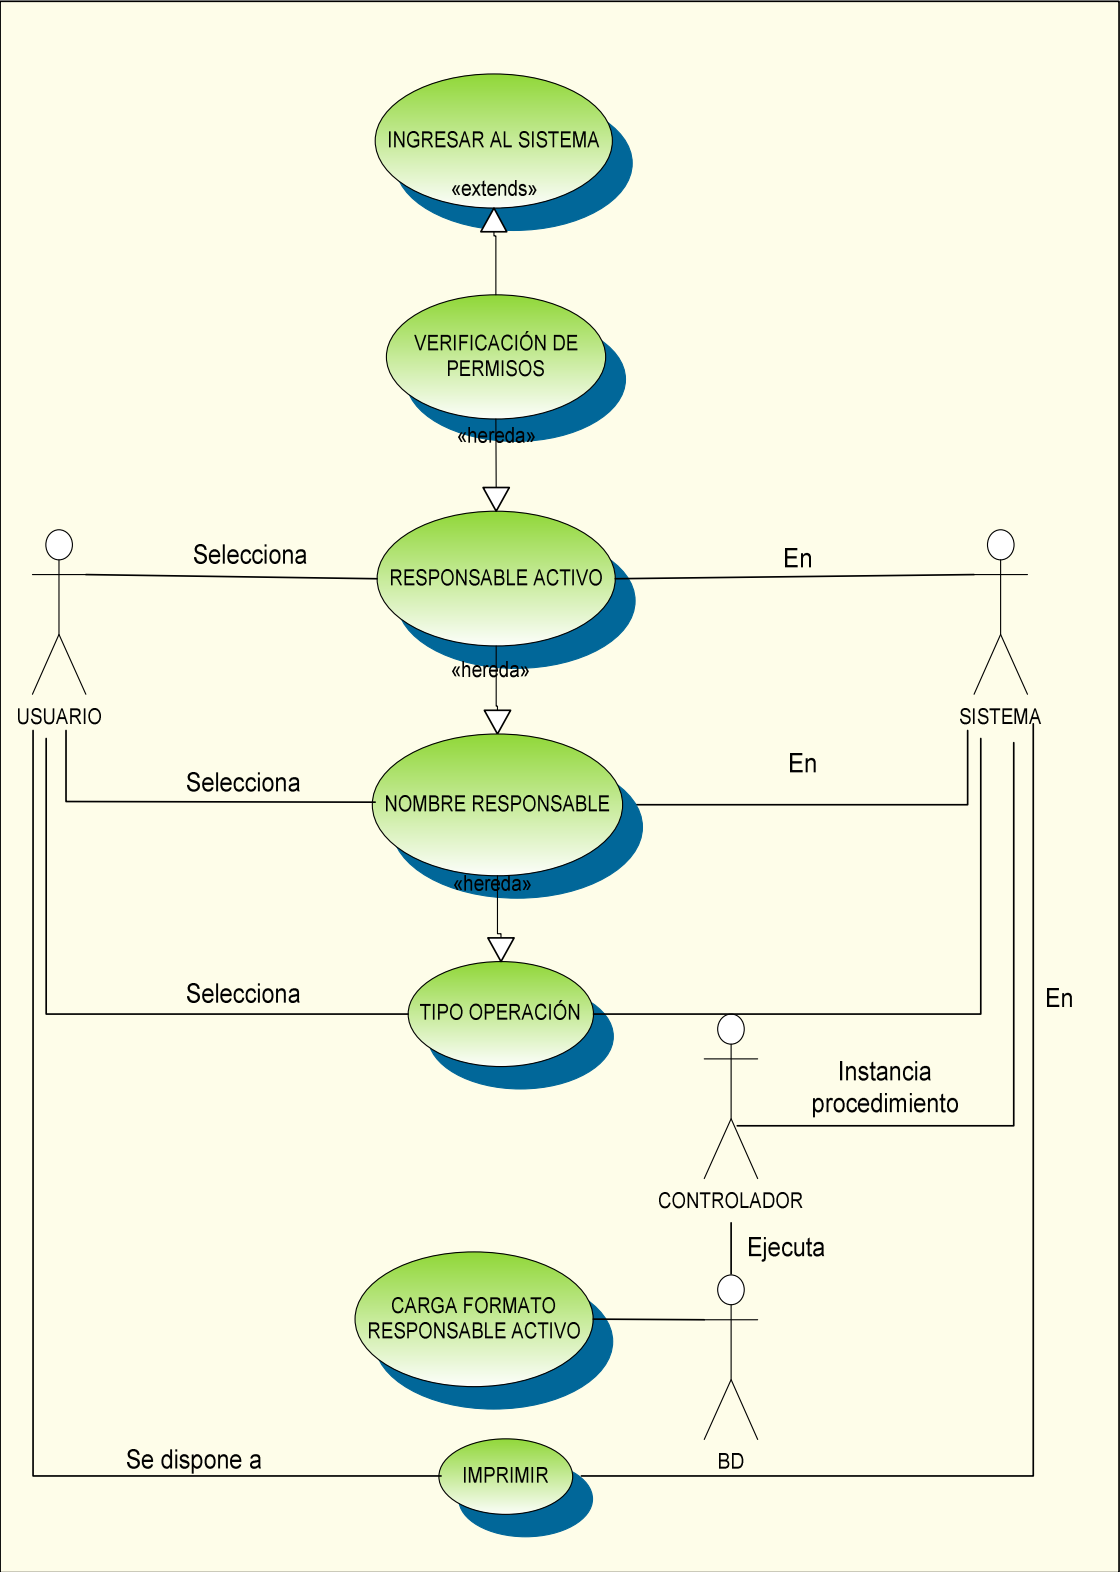 INGRESAR AL SISTEMA
«extends»
VERIFICACIÓN DE
PERMISOS
«hereda»
Selecciona
RESPONSABLE ACTIVO
En
«hereda»
USUARIO
SISTEMA
Selecciona
NOMBRE RESPONSABLE
En
«hereda»
Selecciona
TIPO OPERACIÓN
En
Instancia
procedimiento
CONTROLADOR
Ejecuta
CARGA FORMATO
RESPONSABLE ACTIVO
Se dispone a
IMPRIMIR
BD